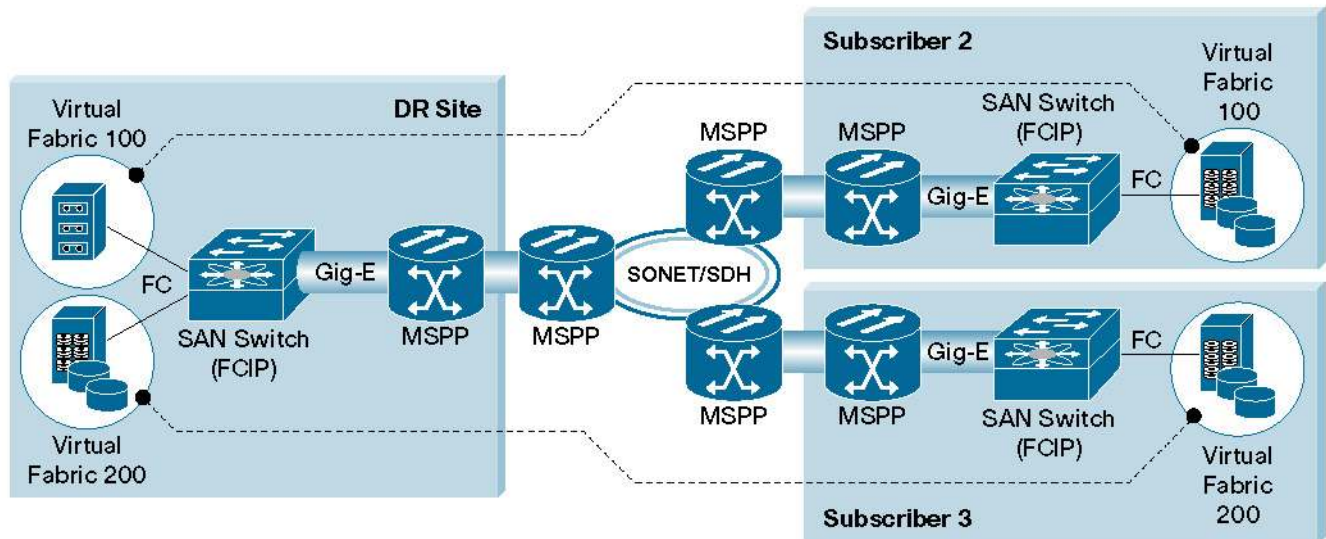 DR Site
Virtual
Fabric 100
FC
SAN Switch
(FCIP)
Gig-E
MSPP
MSPP
Virtual
Fabric 200
SONET/SDH
Subscriber 2
MSPP
MSPP
Gig-E
SAN Switch
(FCIP)
FC
Virtual
Fabric
100
MSPP
MSPP
Gig-E
SAN Switch
(FCIP)
FC
Virtual
Fabric
200
Subscriber 3